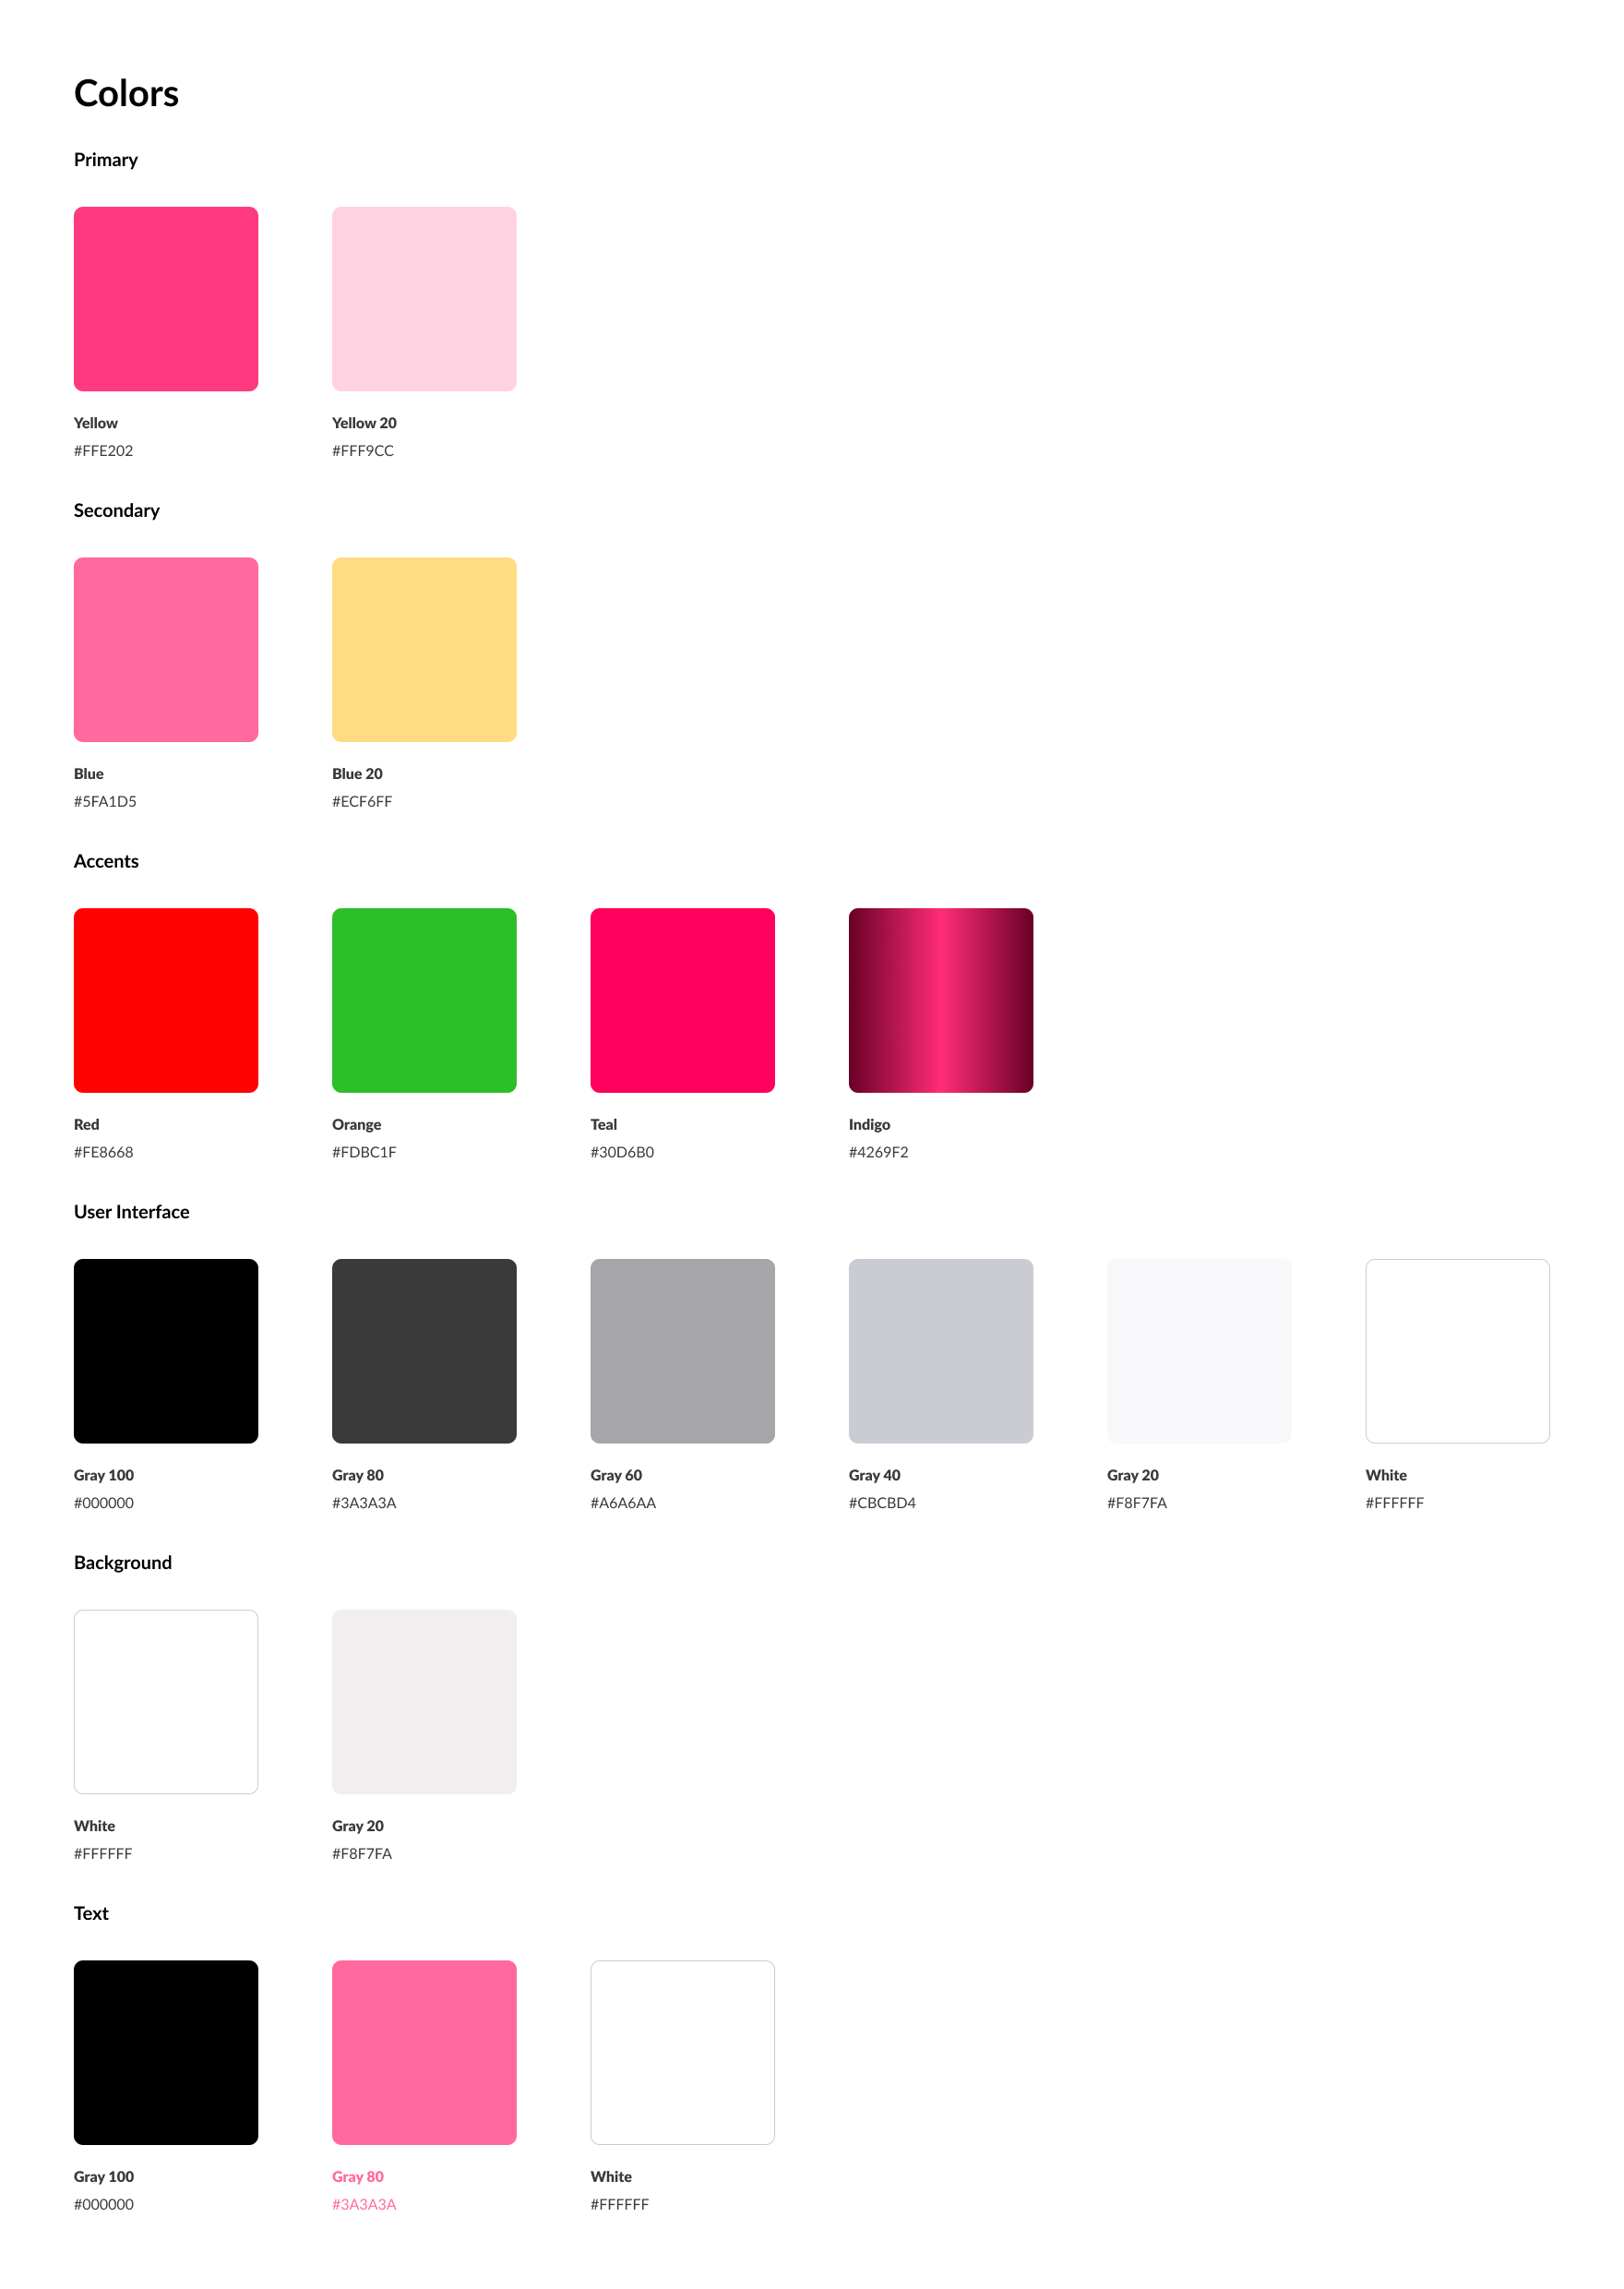 Colors
Primary
Yellow
#FFE202
Yellow 20
#FFF9CC
Secondary
Blue
#5FA1D5
Blue 20
#ECF6FF
Accents
Red
#FE8668
Orange
#FDBC1F
Teal
#30D6B0
Indigo
#4269F2
User Interface
Gray 100
#000000
Gray 80
#3A3A3A
Gray 60
#A6A6AA
Gray 40
#CBCBD4
Gray 20
#F8F7FA
White
#FFFFFF
Background
White
#FFFFFF
Gray 20
#F8F7FA
Text
Gray 100
#000000
Gray 80
#3A3A3A
White
#FFFFFF